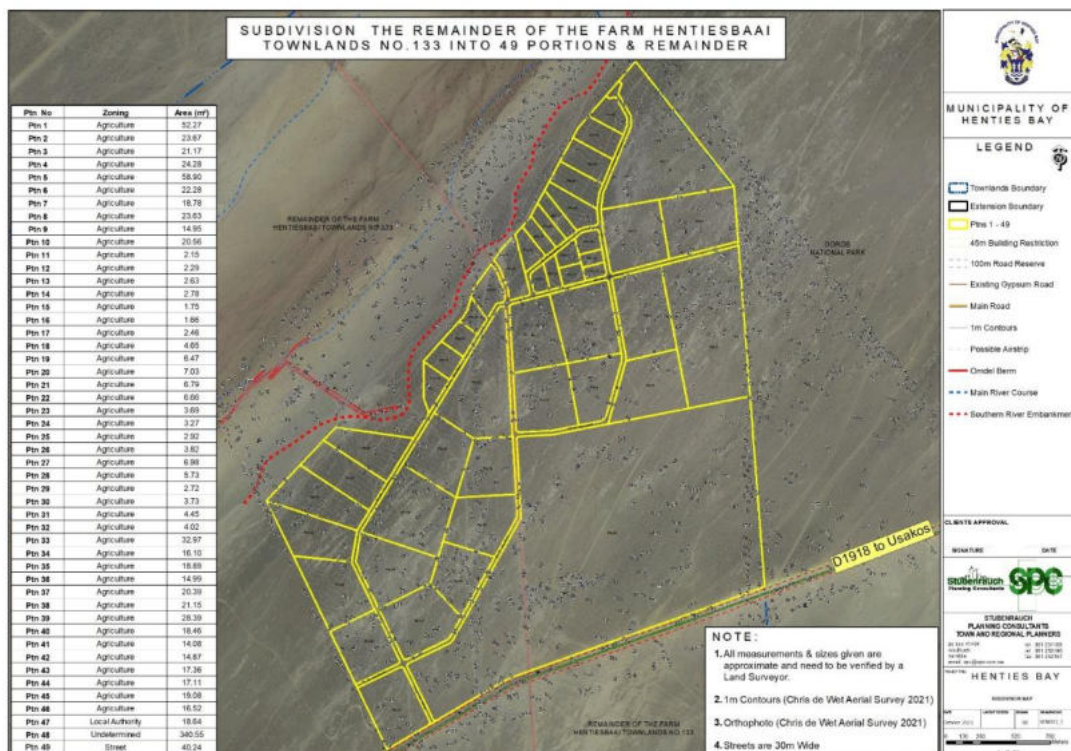 SUBDIVISION THE REMAINDER OF THE FARM HENTIESBAAI
TOWNLANDS NO.133 INTO 49 PORTIONS & REMAINDER
Ptn No Zoning Area (m²)
Ptn 1 Agriculture 52.27
Ptn 2 Agriculture 23.67
Ptn 3 Agriculture 21.17
Ptn 4 Agriculture 24.28
Ptn 5 Agriculture 58.90
Ptn 6 Agriculture 22.28
Ptn 7 Agriculture 18.78
Ptn 8 Agriculture 23.63
Ptn 9 Agriculture 14.95
Ptn 10 Agriculture 20.56
Ptn 11 Agriculture 2.15
Ptn 12 Agriculture 2.29
Ptn 13 Agriculture 2.63
Ptn 14 Agriculture 2.78
Ptn 15 Agriculture 1.75
Ptn 16 Agriculture 1.66
Ptn 17 Agriculture 2.46
Ptn 18 Agriculture 4.65
Ptn 19 Agriculture 6.47
Ptn 20 Agriculture 7.03
Ptn 21 Agriculture 6.79
Ptn 22 Agriculture 6.66
Ptn 23 Agriculture 3.69
Ptn 24 Agriculture 3.27
Ptn 25 Agriculture 2.92
Ptn 26 Agriculture 3.82
Ptn 27 Agriculture 6.98
Ptn 28 Agriculture 5.73
Ptn 29 Agriculture 2.72
Ptn 30 Agriculture 3.73
Ptn 31 Agriculture 4.45
Ptn 32 Agriculture 4.02
Ptn 33 Agriculture 32.97
Ptn 34 Agriculture 16.10
Ptn 35 Agriculture 18.89
Ptn 36 Agriculture 14.99
Ptn 37 Agriculture 20.39
Ptn 38 Agriculture 21.15
Ptn 39 Agriculture 28.39
Ptn 40 Agriculture 18.46
Ptn 41 Agriculture 14.08
Ptn 42 Agriculture 14.67
Ptn 43 Agriculture 17.36
Ptn 44 Agriculture 17.11
Ptn 45 Agriculture 19.08
Ptn 46 Agriculture 16.52
Ptn 47 Local Authority 18.64
Ptn 48 Undetermined 340.55
Ptn 49 Street 40.24
REMAINDER OF THE FARM
HENTIESBAAI TOWNLANDS NO.133
DOROB
NATIONAL PARK
D1918 to Usakos
REMAINDER OF THE FARM
HENTIESBAAI TOWNLANDS NO.133
NOTE:
1. All measurements & sizes given are
approximate and need to be verified by a
Land Surveyor.
2. 1m Contours (Chris de Wet Aerial Survey 2021)
3. Orthophoto (Chris de Wet Aerial Survey 2021)
4. Streets are 30m Wide
MUNICIPALITY OF
HENTIES BAY
LEGEND
Townlands Boundary
Extension Boundary
Ptns 1 - 49
45m Building Restriction
100m Road Reserve
Existing Gypsum Road
Main Road
1m Contours
Possible Airstrip
Omdel Berm
Main River Course
Southern River Embankment
CLIENTS APPROVAL
SIGNATURE DATE
Stubenrauch
Planning Consultants
SPC
STUBENRAUCH
PLANNING CONSULTANTS
TOWN AND REGIONAL PLANNERS
HENTIES BAY